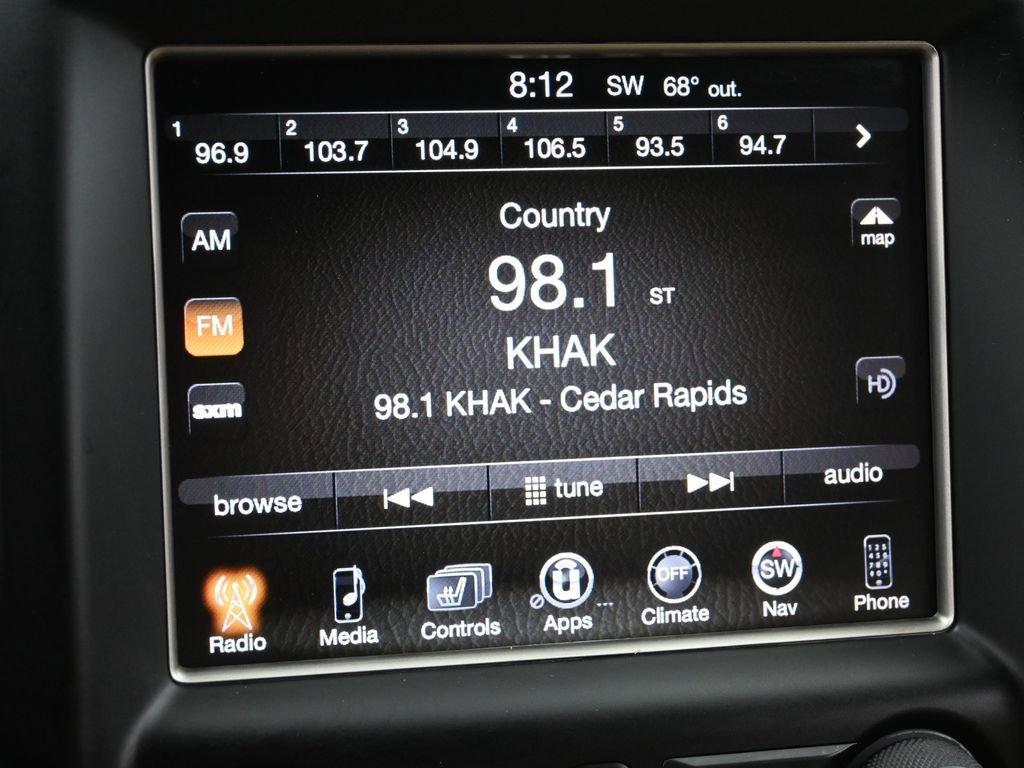 8:12 SW 68° out.
1 2 3 4 5 6
96.9 103.7 104.9 106.5 93.5 94.7
Country
AM
map
98.1 ST
FM
KHAK
HD
sxm
98.1 KHAK - Cedar Rapids
browse tune audio
OFF SW
Radio Media Controls Apps Climate Nav Phone